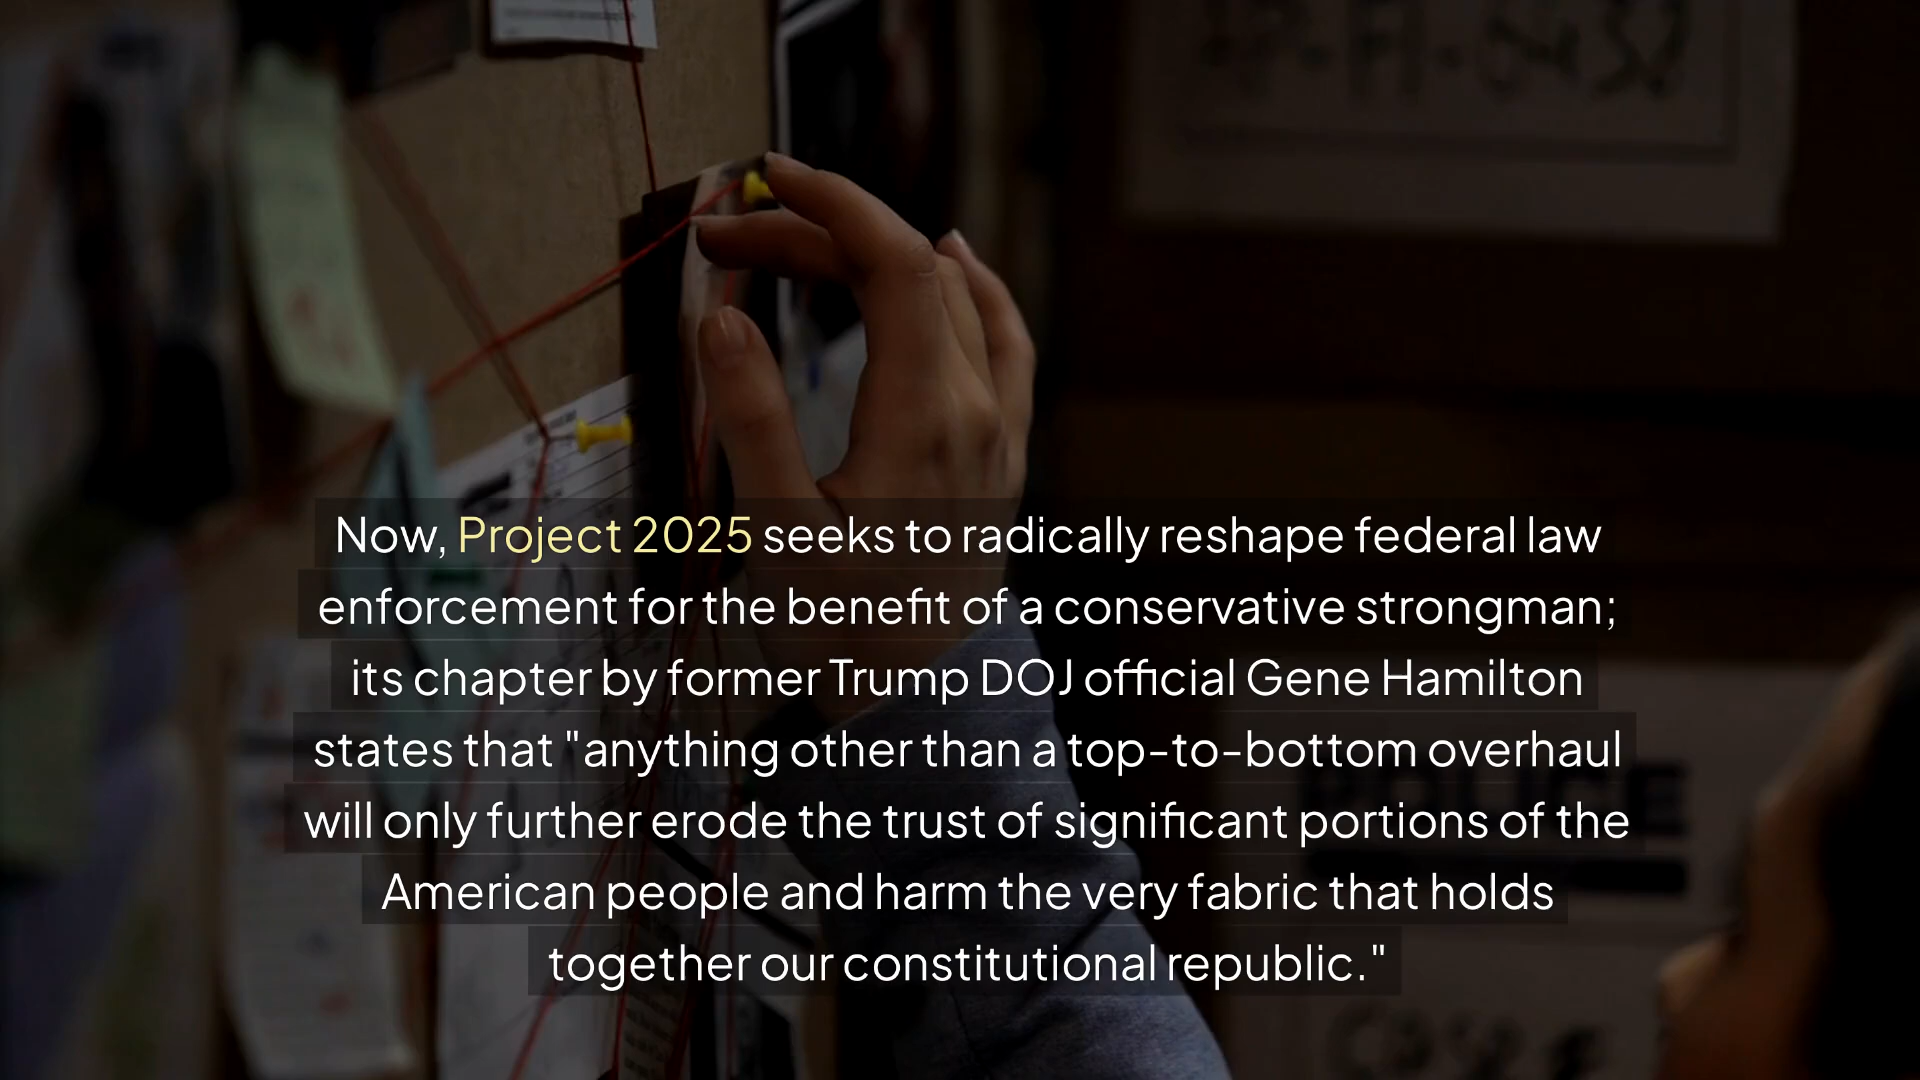 Now, Project 2025 seeks to radically reshape federal law
enforcement for the benefit of a conservative strongman;
its chapter by former Trump DOJ official Gene Hamilton
states that "anything other than a top-to-bottom overhaul
will only further erode the trust of significant portions of the
American people and harm the very fabric that holds
together our constitutional republic."